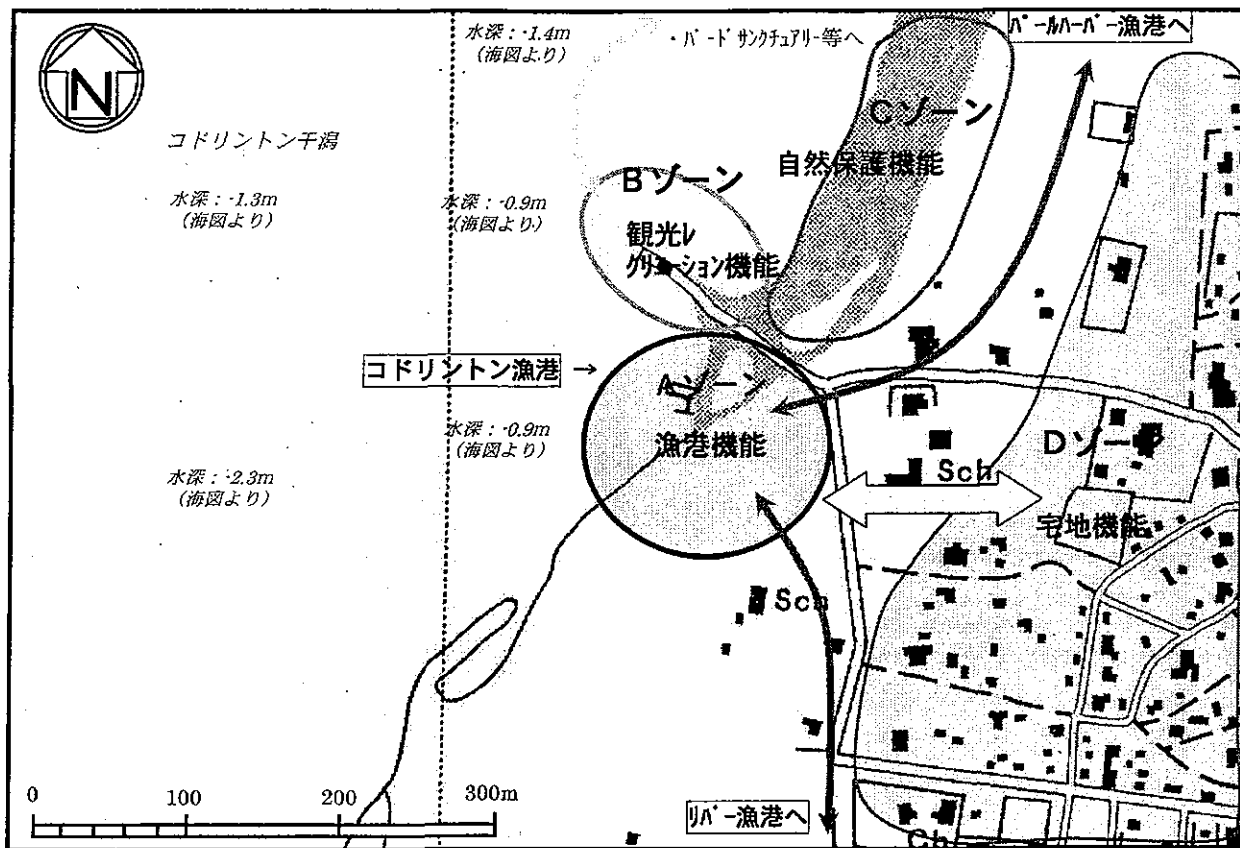 水深：-1.4m
(海図より)
・バードサンクチュアリー等へ
パールハーバー漁港へ
N
コドリントン干潟
Cゾーン
自然保護機能
Bゾーン
水深：-1.3m
(海図より)
水深：-0.9m
(海図より)
観光レ
クリエーション機能
コドリントン漁港 →
Aゾーン
漁港機能
水深：-0.9m
(海図より)
Dゾーン
水深：-2.3m
(海図より)
Sch
宅地機能
Sch
0 100 200 300m
リバー漁港へ
Ch